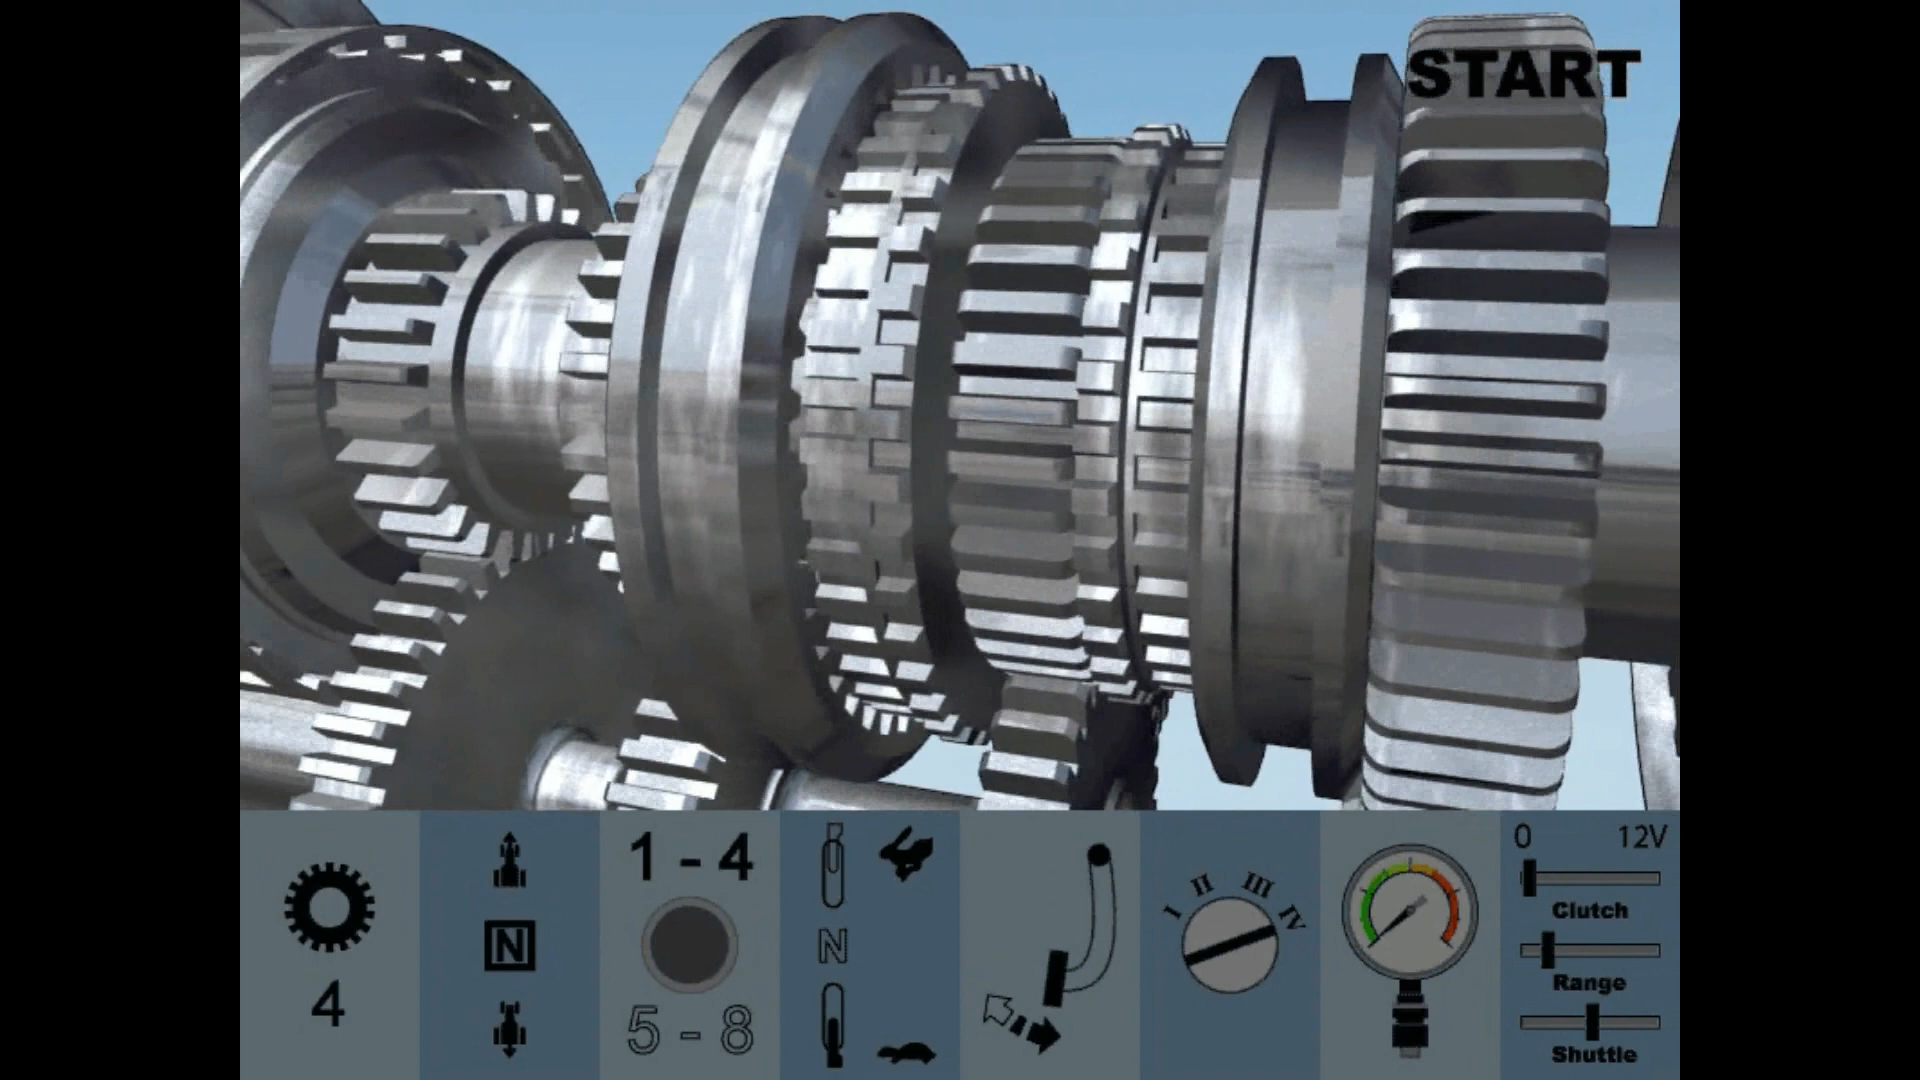 START
1 - 4
0 12V
I II III IV
Clutch
N
N
Range
4
5 - 8
Shuttle